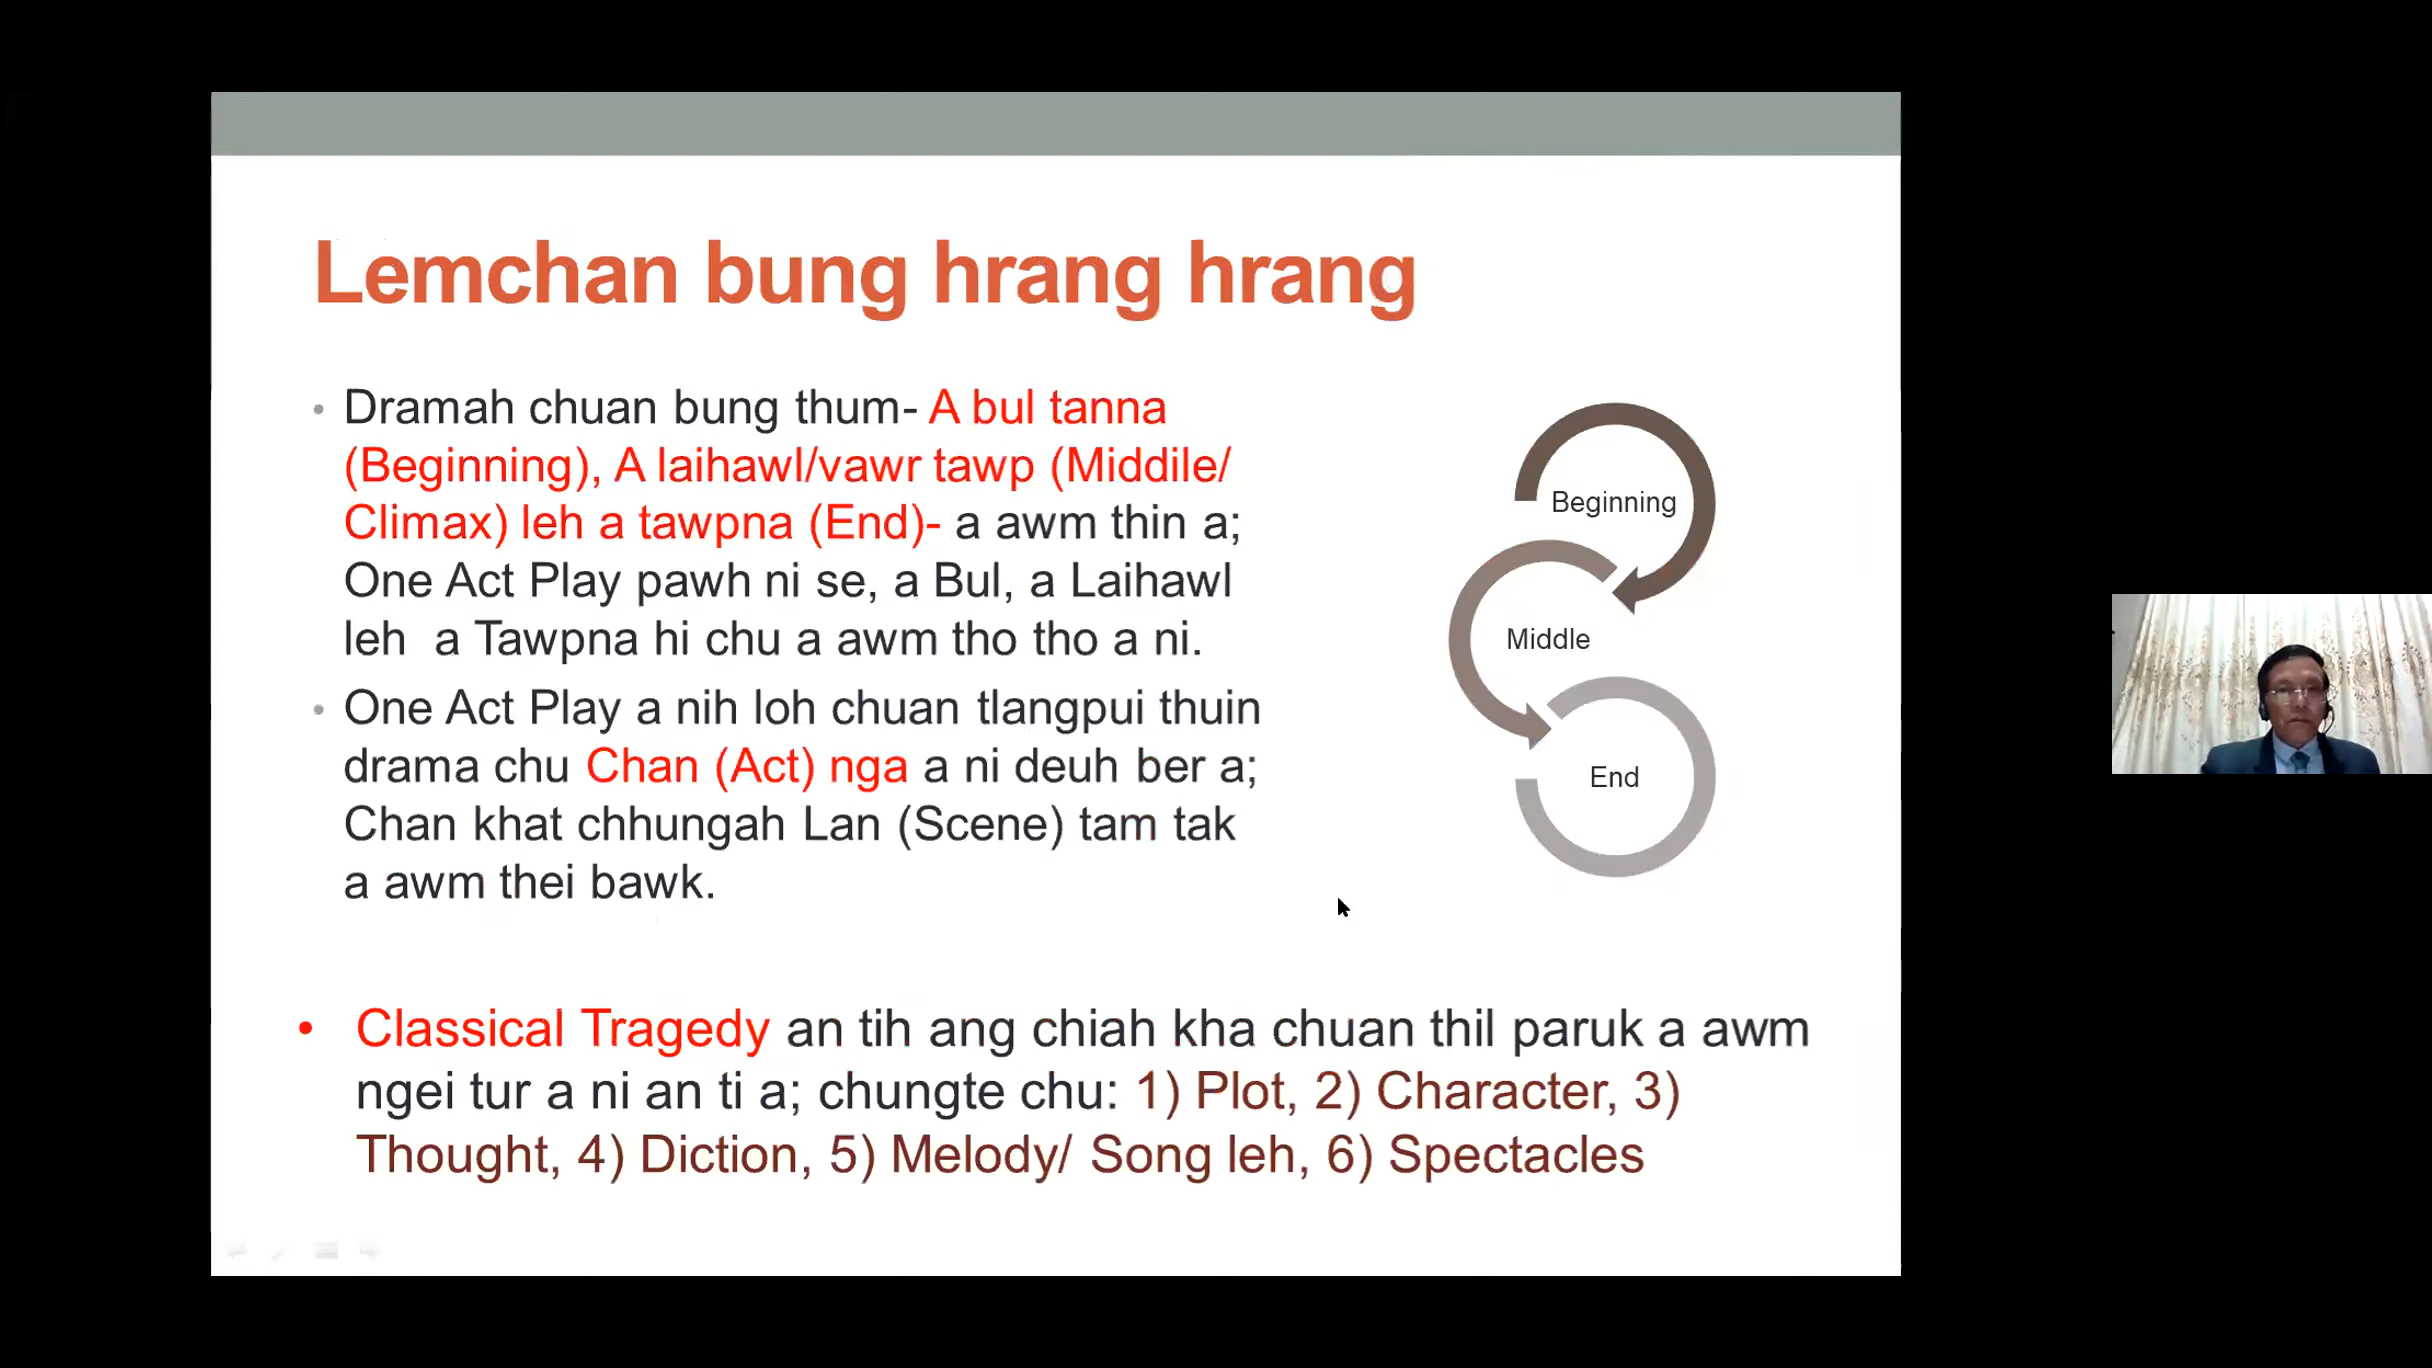 Lemchan bung hrang hrang
• Dramah chuan bung thum- A bul tanna
(Beginning), A laihawl/vawr tawp (Middile/
Climax) leh a tawpna (End)- a awm thin a;
One Act Play pawh ni se, a Bul, a Laihawl
leh a Tawpna hi chu a awm tho tho a ni.
• One Act Play a nih loh chuan tlangpui thuin
drama chu Chan (Act) nga a ni deuh ber a;
Chan khat chhungah Lan (Scene) tam tak
a awm thei bawk.
Beginning
Middle
End
• Classical Tragedy an tih ang chiah kha chuan thil paruk a awm
ngei tur a ni an ti a; chungte chu: 1) Plot, 2) Character, 3)
Thought, 4) Diction, 5) Melody/ Song leh, 6) Spectacles